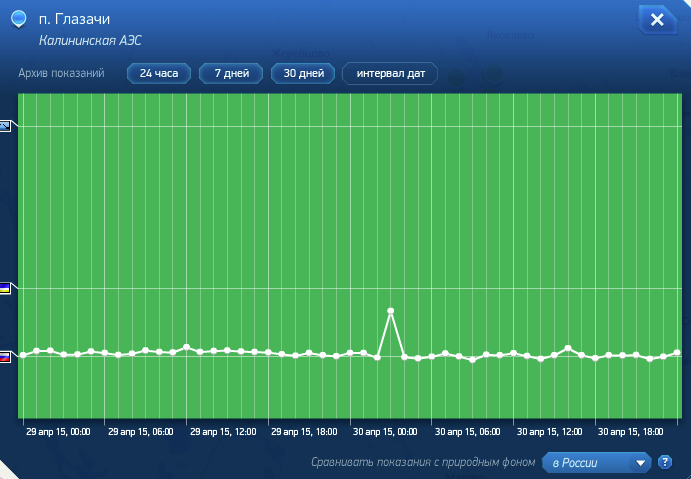 п. Глазачи
Калининская АЭС
Архив показаний
24 часа
7 дней
30 дней
интервал дат
29 апр 15, 00:00
29 апр 15, 06:00
29 апр 15, 12:00
29 апр 15, 18:00
30 апр 15, 00:00
30 апр 15, 06:00
30 апр 15, 12:00
30 апр 15, 18:00
Сравнивать показания с природным фоном
в России
?